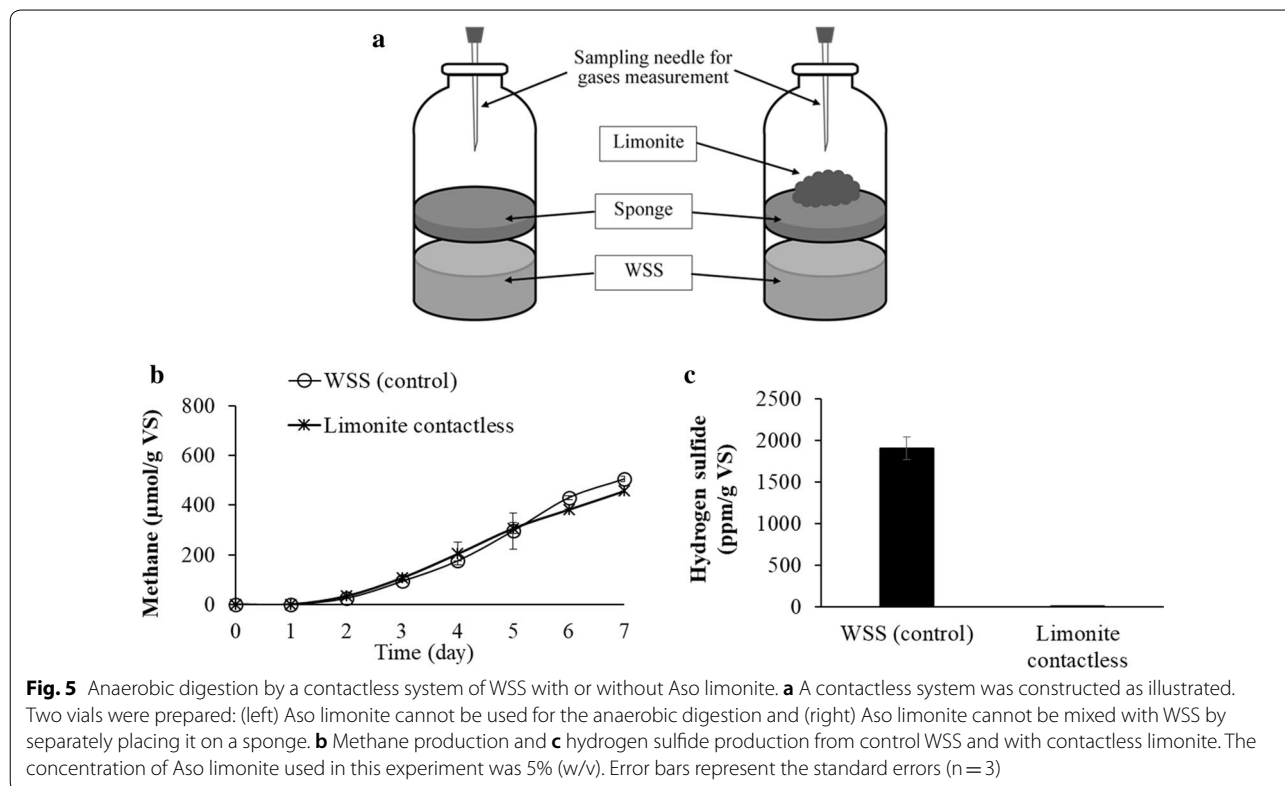 a
Sampling needle for
gases measurement
Limonite
Sponge
WSS
b
WSS (control)
Limonite contactless
Methane (µmol/g VS)
800
600
400
200
0
0 1 2 3 4 5 6 7
Time (day)
c
Hydrogen sulfide
(ppm/g VS)
2500
2000
1500
1000
500
0
WSS (control)
Limonite
contactless
Fig. 5 Anaerobic digestion by a contactless system of WSS with or without Aso limonite. a A contactless system was constructed as illustrated.
Two vials were prepared: (left) Aso limonite cannot be used for the anaerobic digestion and (right) Aso limonite cannot be mixed with WSS by
separately placing it on a sponge. b Methane production and c hydrogen sulfide production from control WSS and with contactless limonite. The
concentration of Aso limonite used in this experiment was 5% (w/v). Error bars represent the standard errors (n = 3)